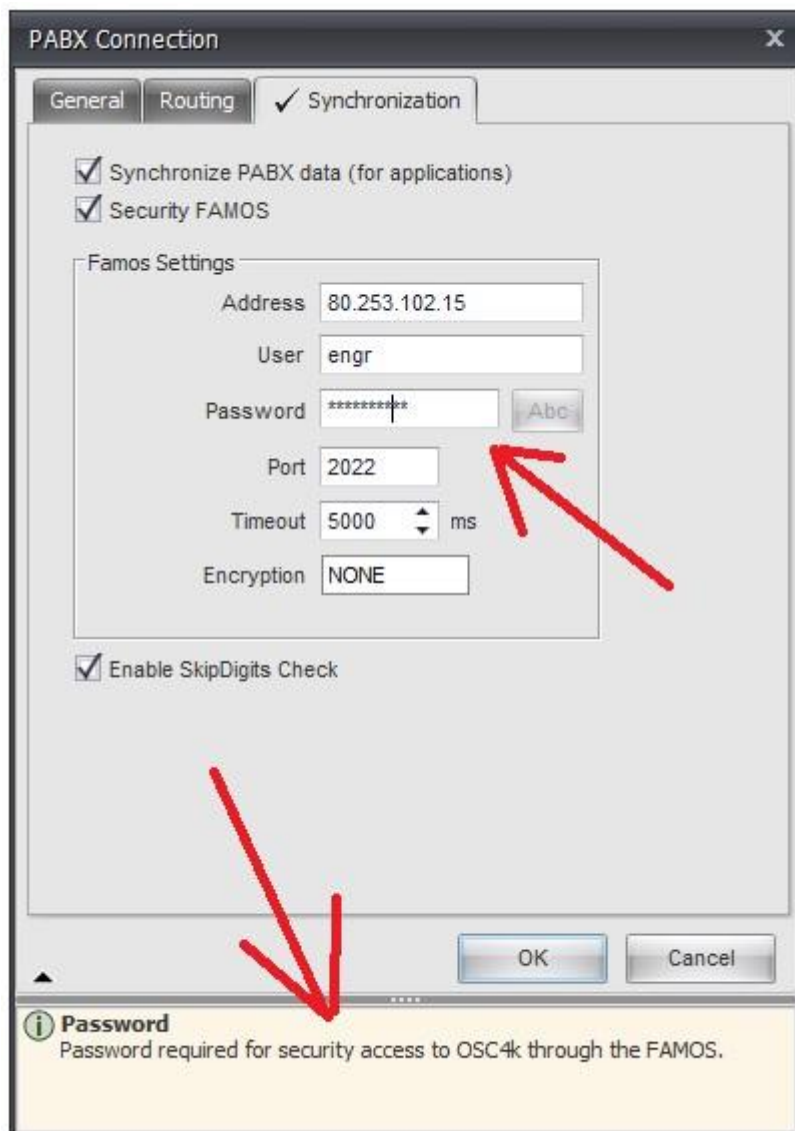 PABX Connection
General Routing Synchronization
Synchronize PABX data (for applications)
Security FAMOS
Famos Settings
Address 80.253.102.15
User engr
Password ********** Abc
Port 2022
Timeout 5000 ms
Encryption NONE
Enable SkipDigits Check
OK Cancel
Password
Password required for security access to OSC4k through the FAMOS.